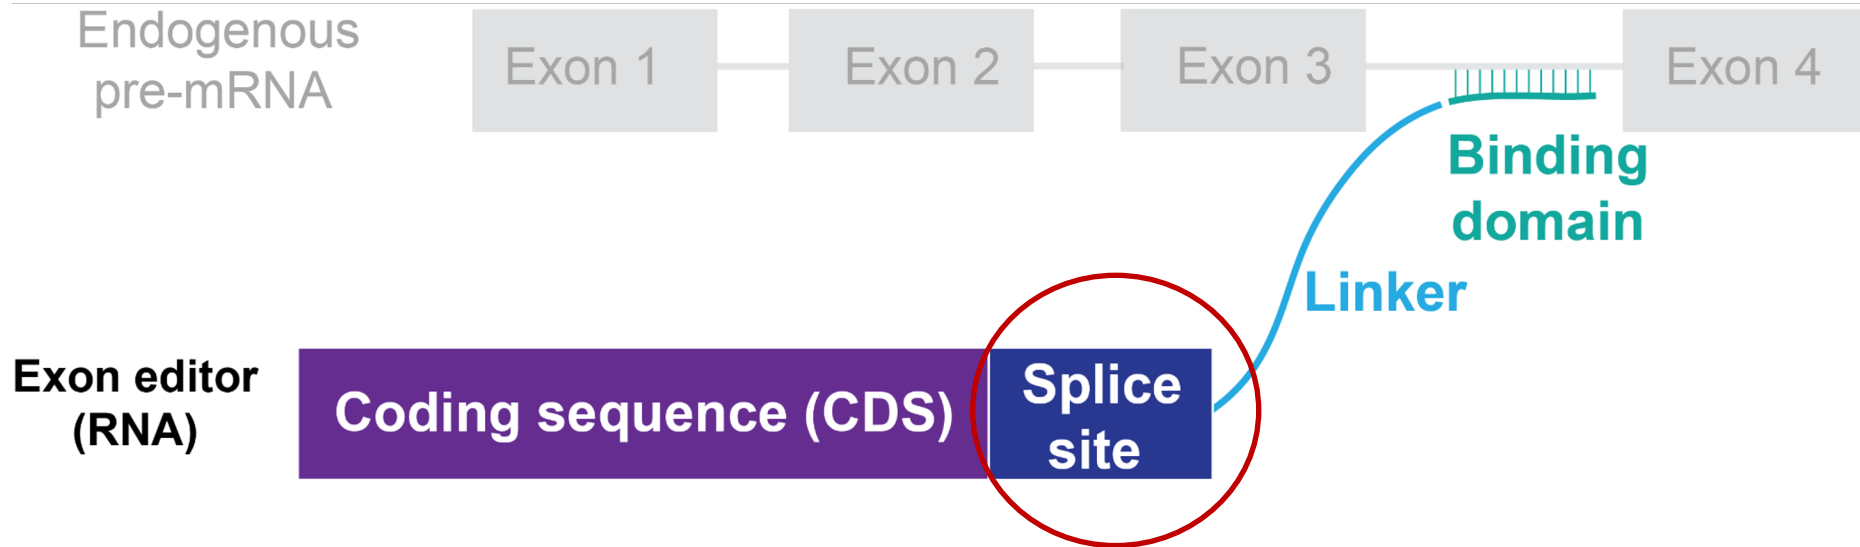 Endogenous
pre-mRNA
Exon 1
Exon 2
Exon 3
Exon 4
Binding
domain
Linker
Exon editor
(RNA)
Coding sequence (CDS)
Splice
site